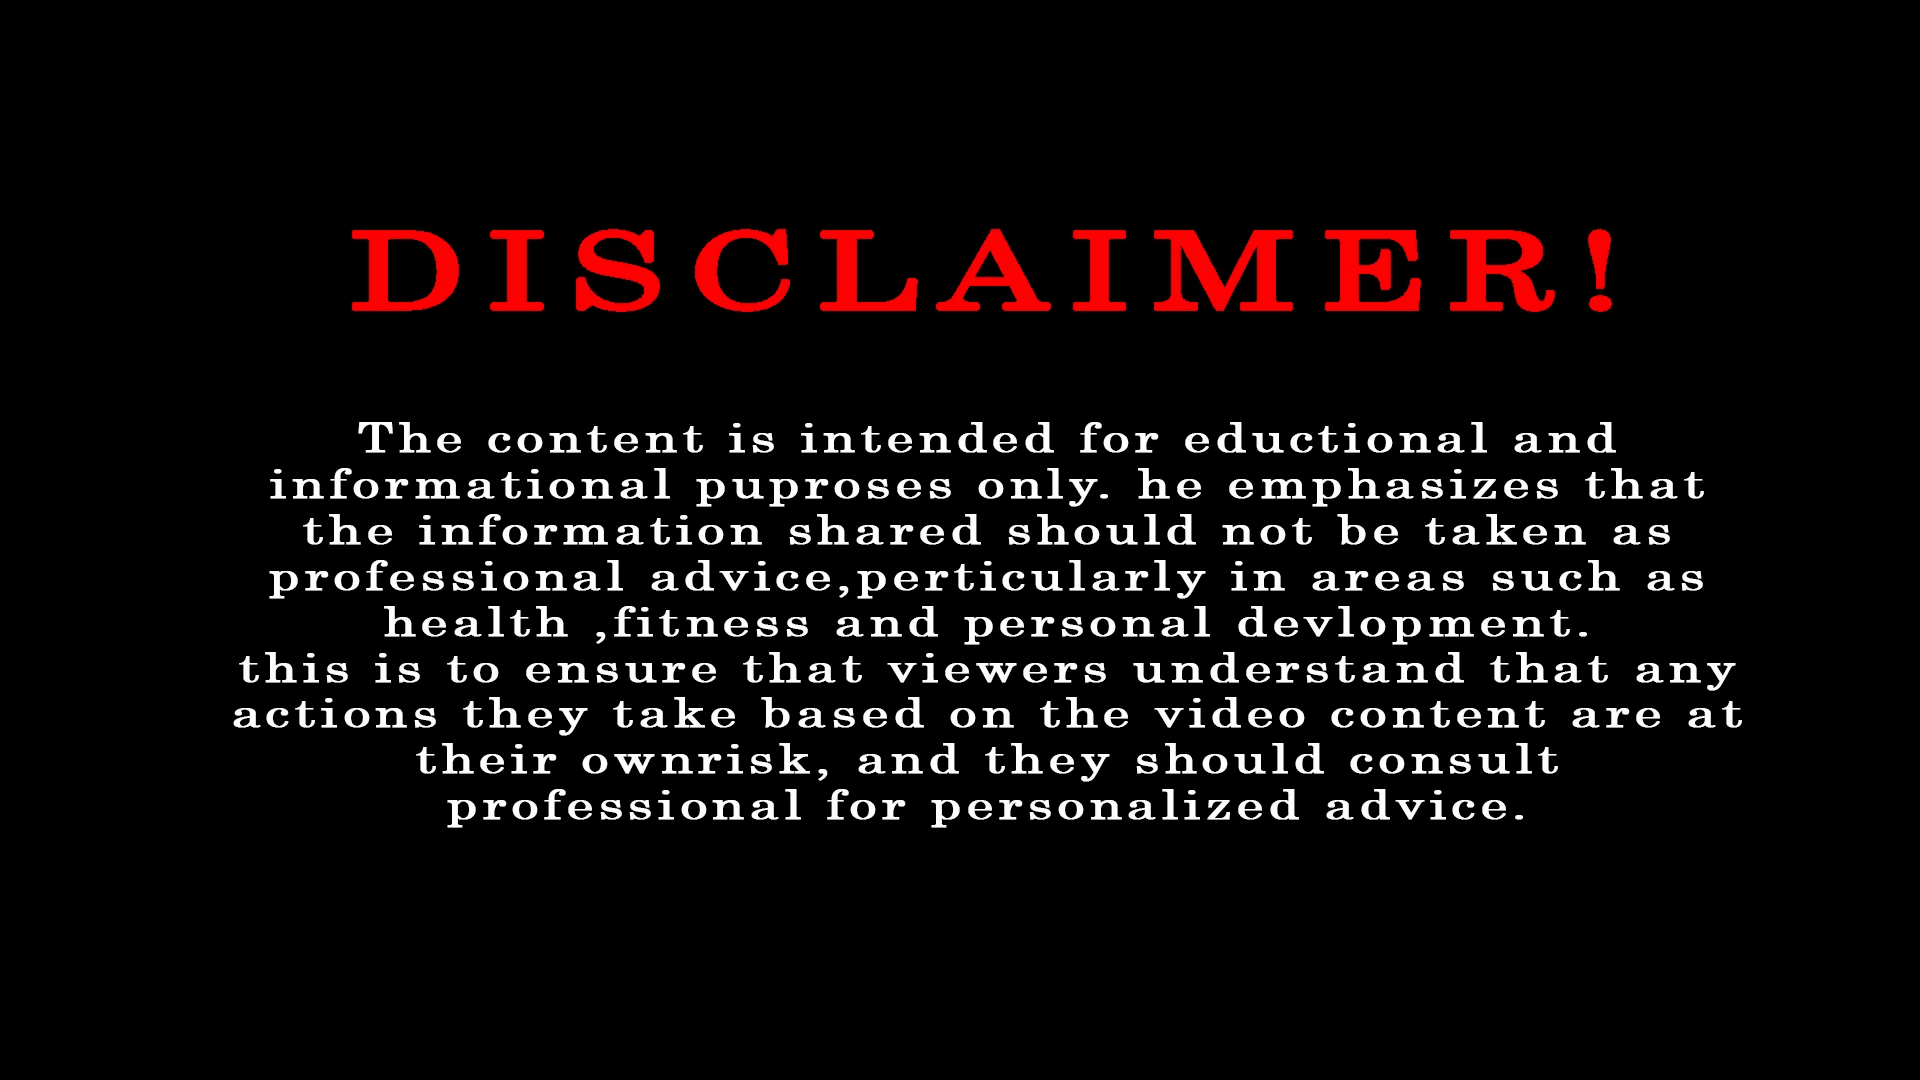 DISCLAIMER!
The content is intended for eductional and
informational puproses only. he emphasizes that
the information shared should not be taken as
professional advice,perticularly in areas such as
health ,fitness and personal devlopment.
this is to ensure that viewers understand that any
actions they take based on the video content are at
their ownrisk, and they should consult
professional for personalized advice.